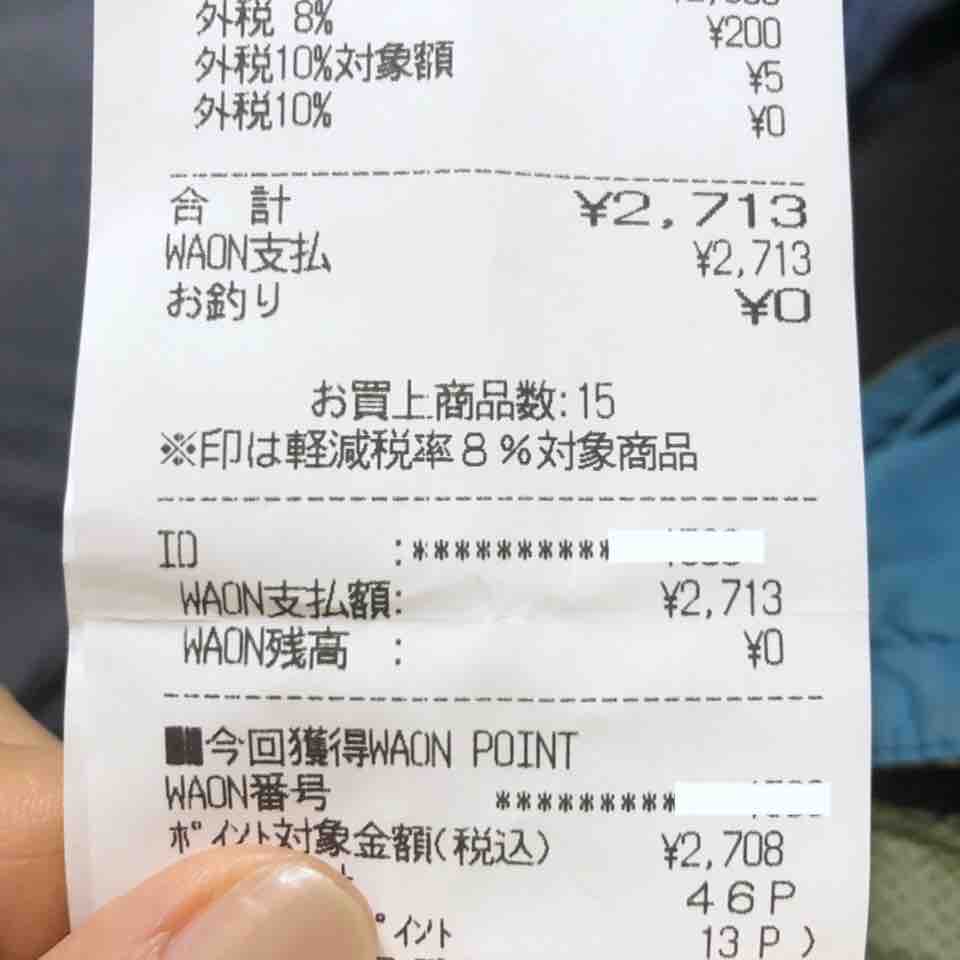 外税 8% ¥200
外税10%対象額 ¥5
外税10% ¥0
合 計 ¥2,713
WAON支払 ¥2,713
お釣り ¥0
お買上商品数:15
※印は軽減税率8%対象商品
ID :**********
WAON支払額: ¥2,713
WAON残高 : ¥0
■今回獲得WAON POINT
WAON番号 *********
ポイント対象金額(税込) ¥2,708
46P
イント 13P)